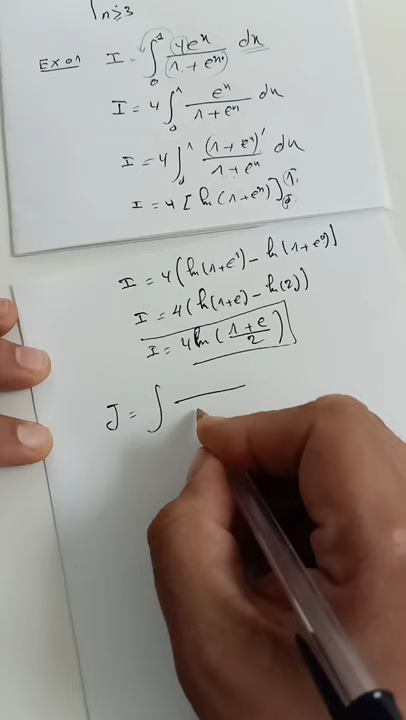 n≥3
Ex01 I = ∫₀¹ 4eˣ / (1 + eˣ) dx
I = 4 ∫₀¹ eˣ / (1 + eˣ) dx
I = 4 ∫₀¹ (1 + eˣ)' / (1 + eˣ) dx
I = 4 [ln(1+eˣ)]₀¹
I = 4(ln(1+e¹) - ln(1+e⁰)]
I = 4(ln(1+e) - ln(2))
I = 4ln((1+e)/2)
J = ∫